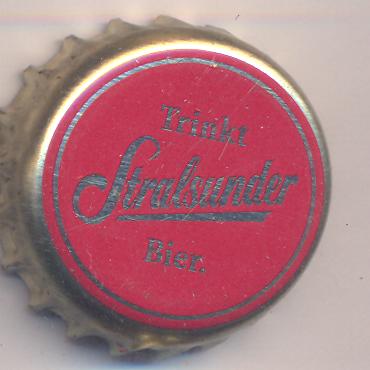 Trinkt
Stralsunder
Bier.